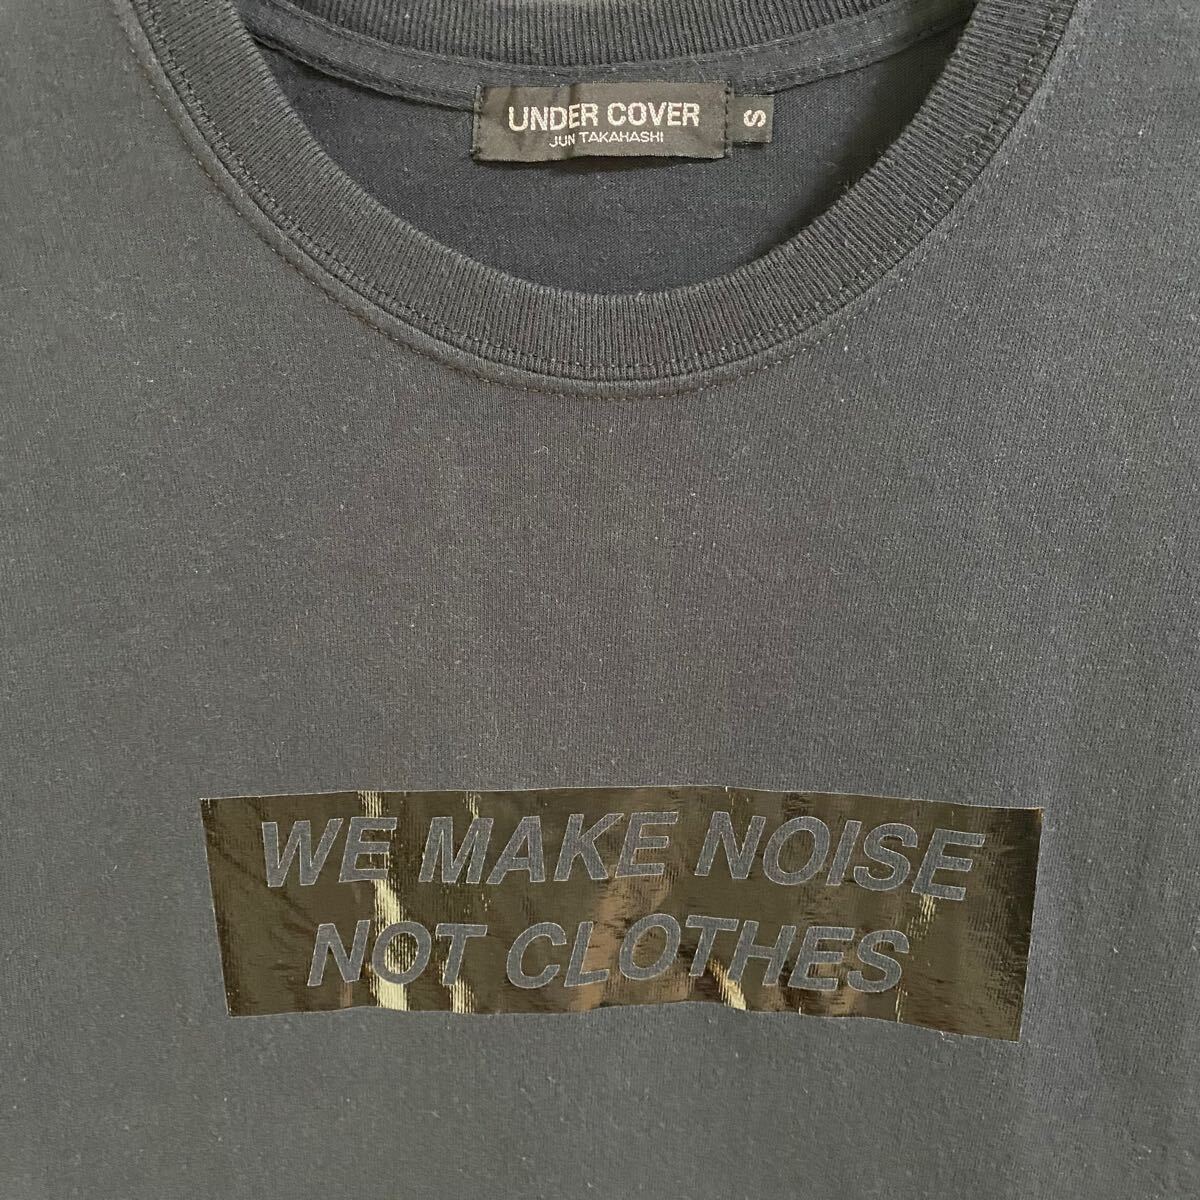 UNDER COVER
JUN TAKAHASHI
S
WE MAKE NOISE
NOT CLOTHES